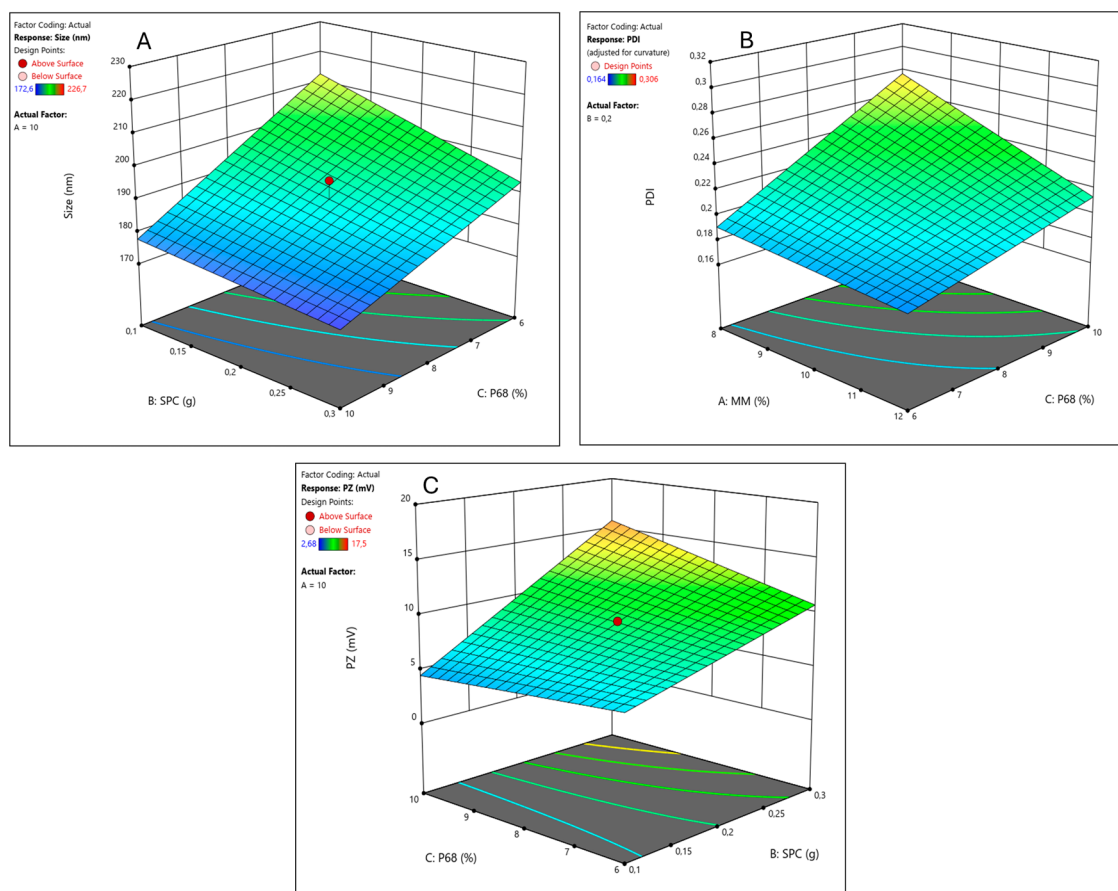 Factor Coding: Actual
Response: Size (nm)
Design Points:
Above Surface
Below Surface
172,6 226,7
Actual Factor:
A = 10
A
230
220
210
200
190
180
170
Size (nm)
0,1
0,15
0,2
0,25
0,3
B: SPC (g)
10
9
8
7
6
C: P68 (%)
Factor Coding: Actual
Response: PDI
(adjusted for curvature)
Design Points
0,164 0,306
Actual Factor:
B = 0,2
B
0,32
0,3
0,28
0,26
0,24
0,22
0,2
0,18
0,16
PDI
8
9
10
11
12
A: MM (%)
6
7
8
9
10
C: P68 (%)
Factor Coding: Actual
Response: PZ (mV)
Design Points:
Above Surface
Below Surface
2,68 17,5
Actual Factor:
A = 10
C
20
15
10
5
0
PZ (mV)
10
9
8
7
6
C: P68 (%)
0,1
0,15
0,2
0,25
0,3
B: SPC (g)